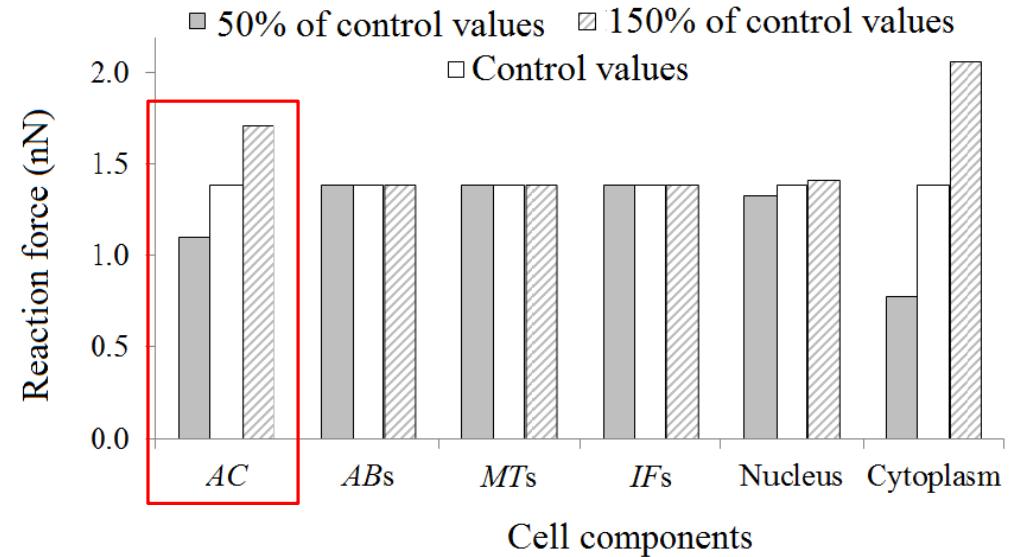 50% of control values 150% of control values
Control values
Reaction force (nN)
2.0
1.5
1.0
0.5
0.0
AC ABs MTs IFs Nucleus Cytoplasm
Cell components